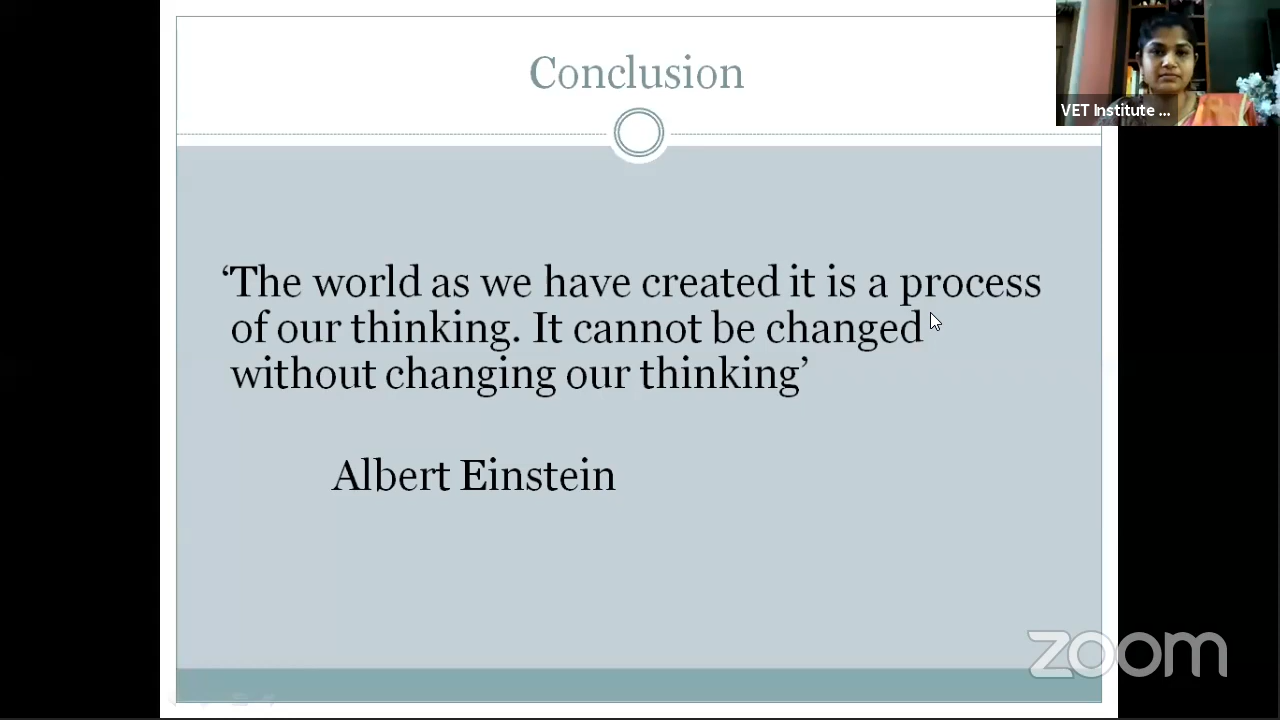 Conclusion
VET Institute ...
‘The world as we have created it is a process
of our thinking. It cannot be changed
without changing our thinking’
Albert Einstein
zoom